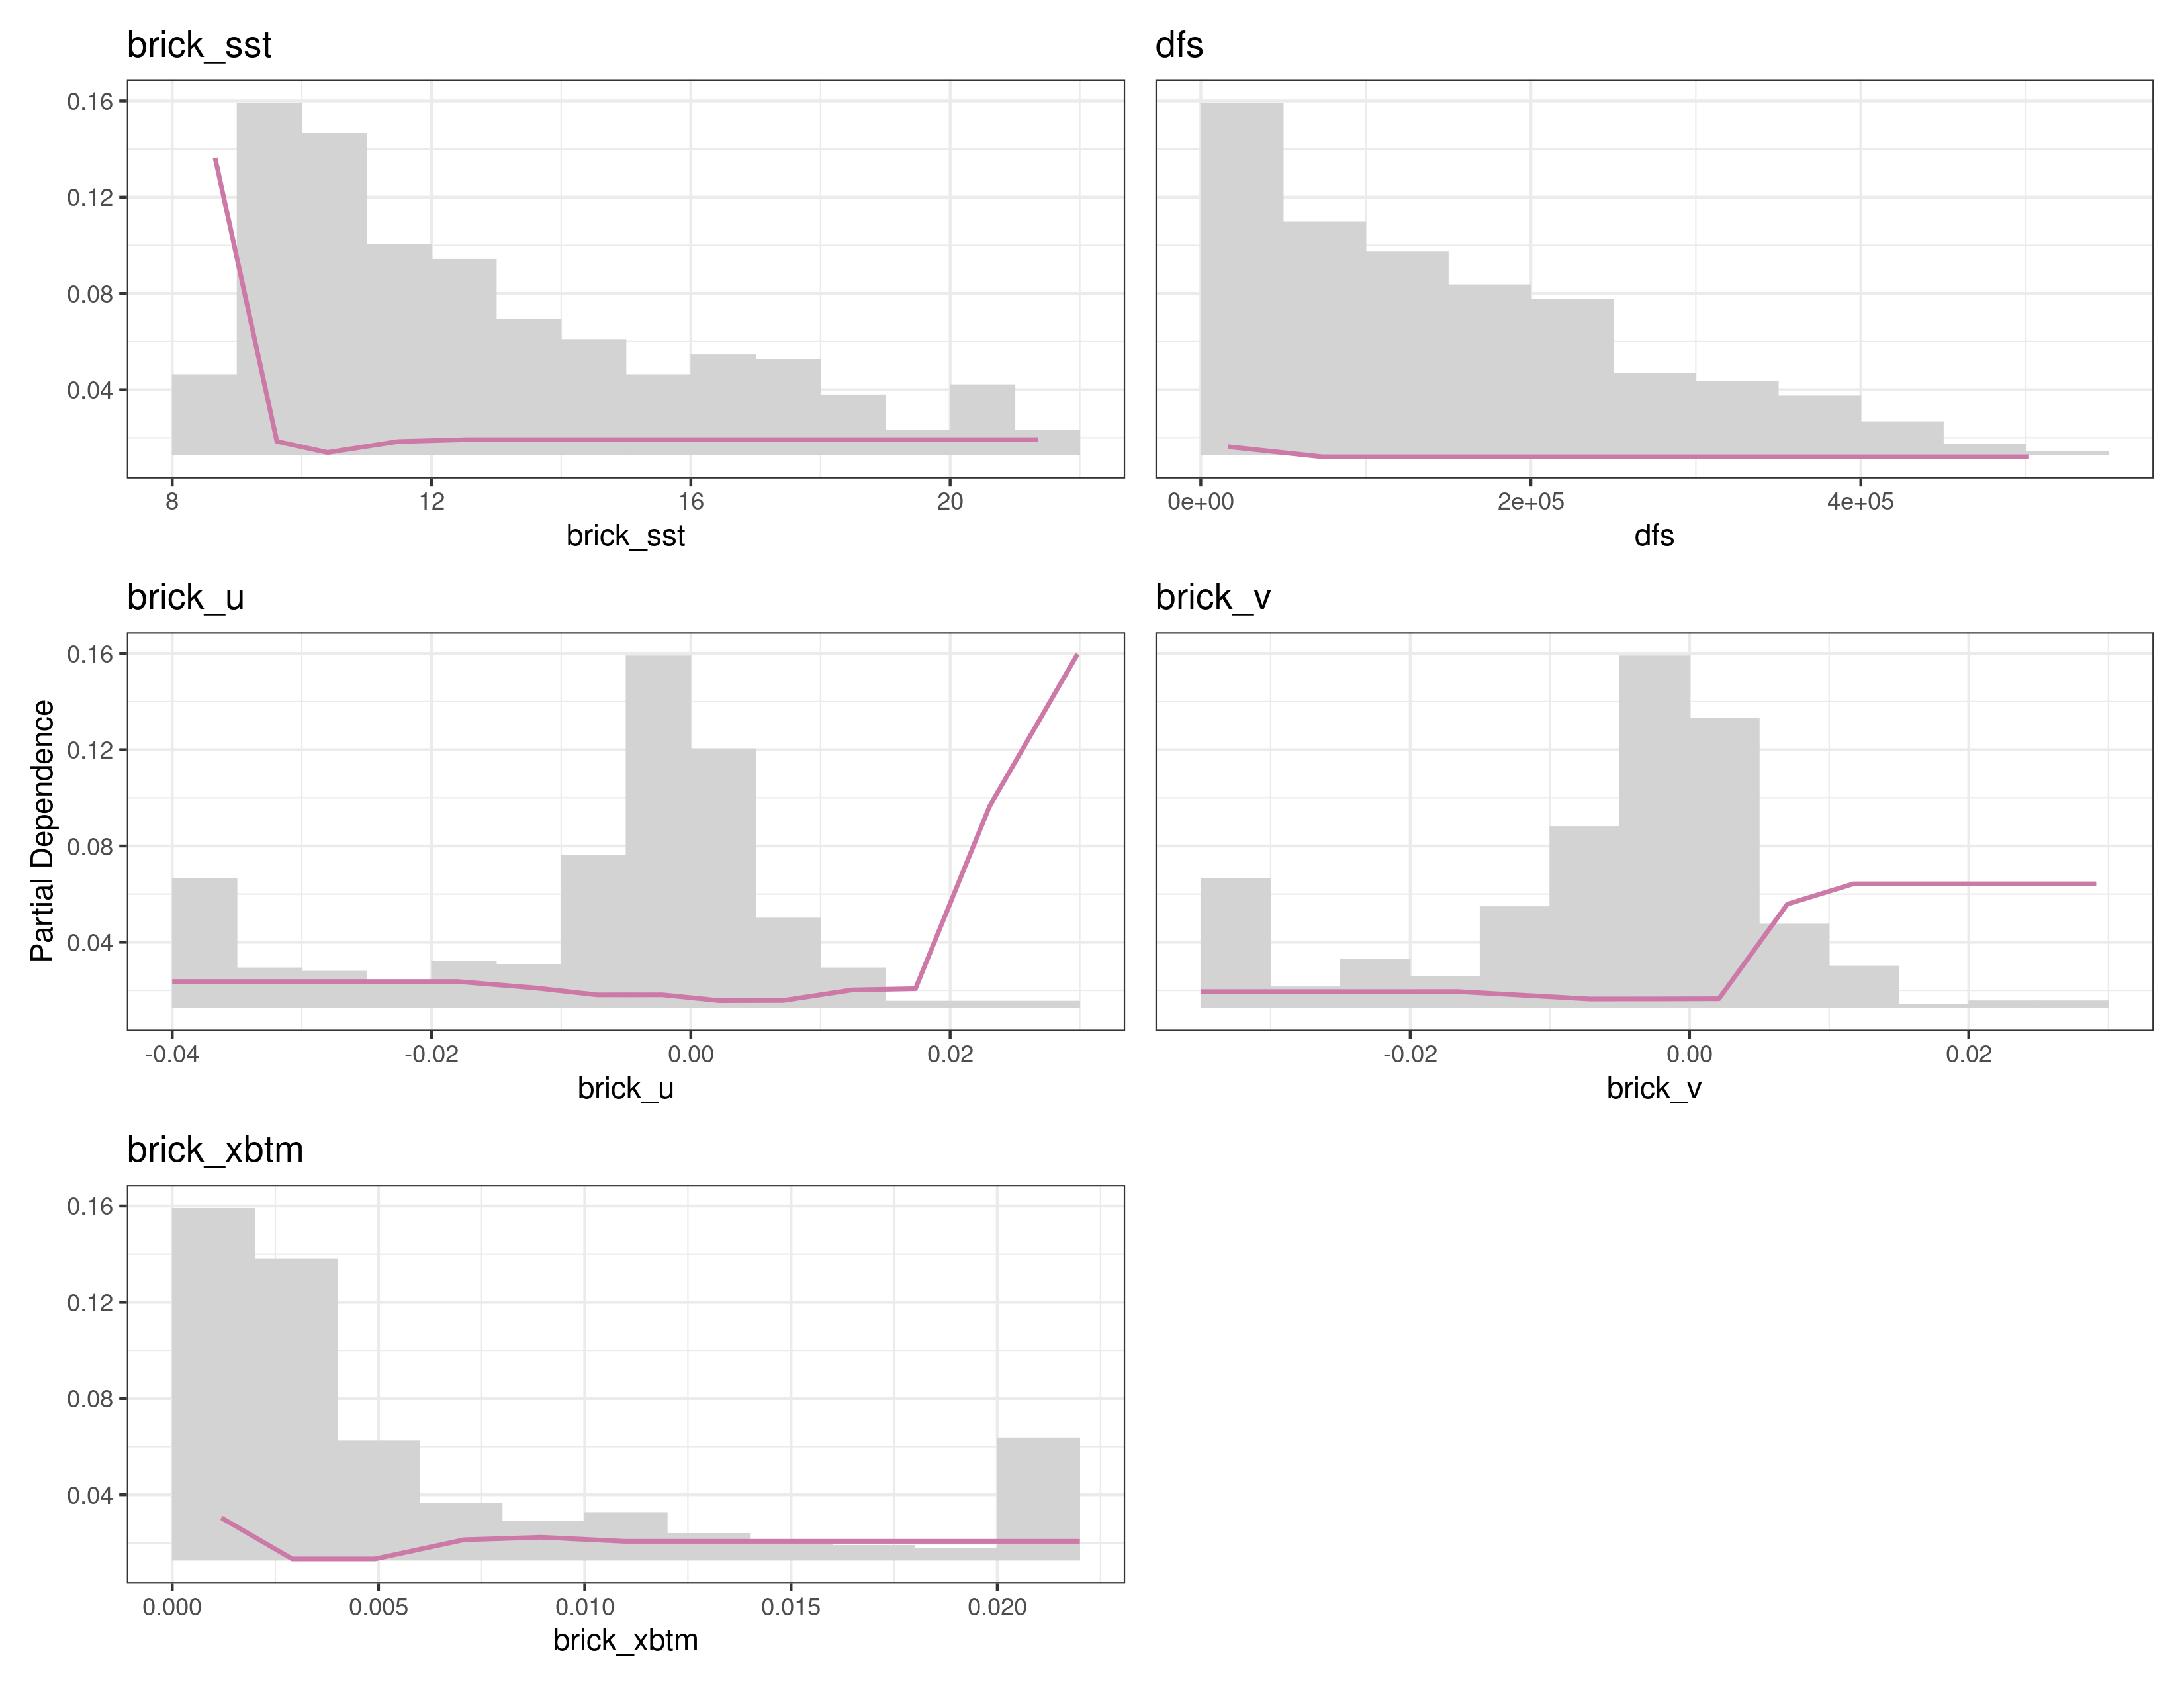 brick_sst
dfs
0.16
0.12
0.08
0.04
8 12 16 20
0e+00 2e+05 4e+05
brick_sst
dfs
brick_u
brick_v
Partial Dependence
0.16
0.12
0.08
0.04
-0.04 -0.02 0.00 0.02
-0.02 0.00 0.02
brick_u
brick_v
brick_xbtm
0.16
0.12
0.08
0.04
0.000 0.005 0.010 0.015 0.020
brick_xbtm